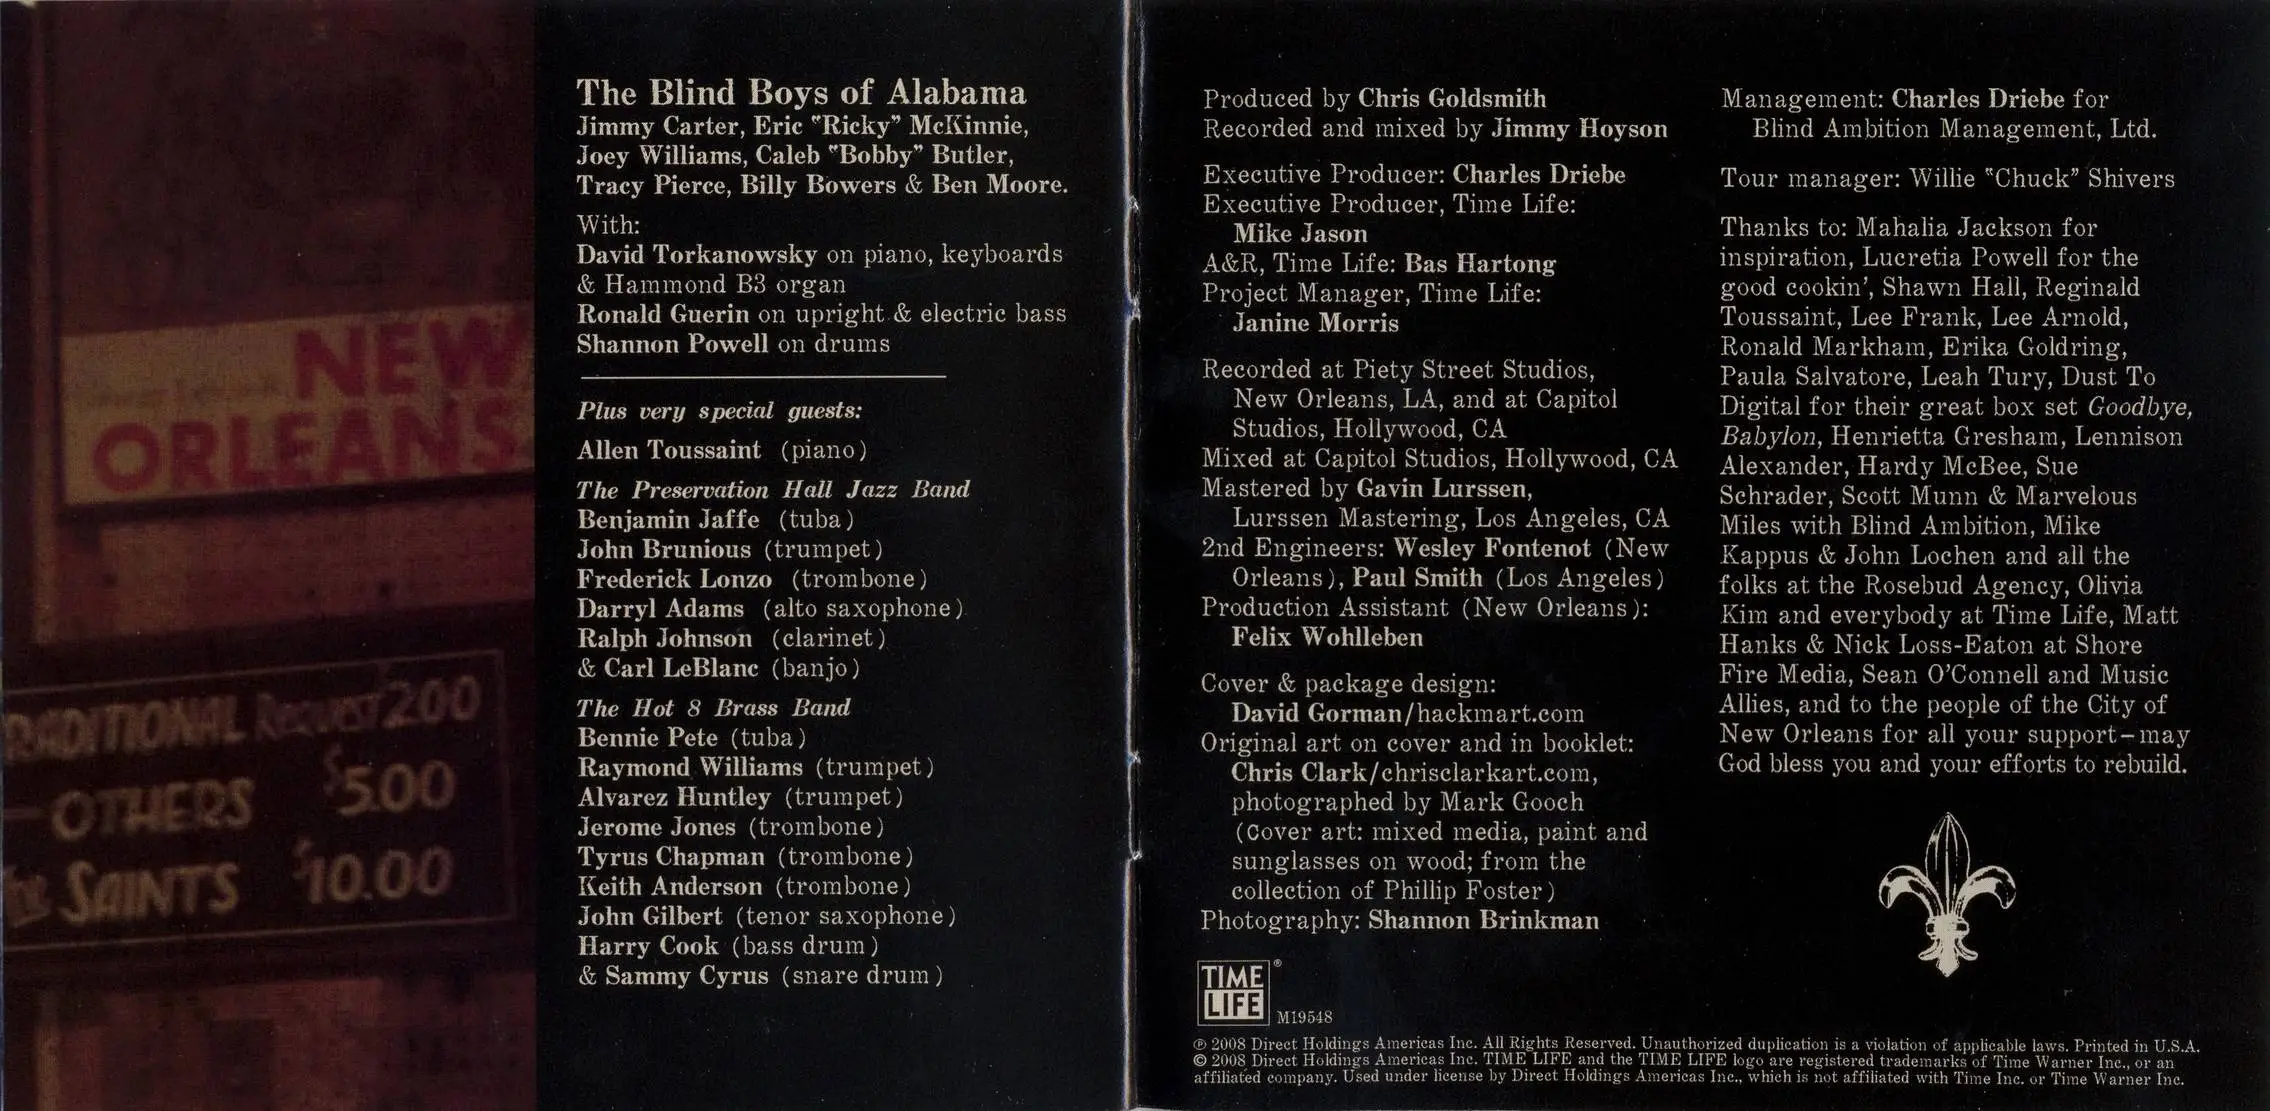 NEW
ORLEANS
TRADITIONAL REQUEST $2.00
OTHERS $5.00
SAINTS $10.00
The Blind Boys of Alabama
Jimmy Carter, Eric "Ricky" McKinnie,
Joey Williams, Caleb "Bobby" Butler,
Tracy Pierce, Billy Bowers & Ben Moore.
With:
David Torkanowsky on piano, keyboards
& Hammond B3 organ
Ronald Guerin on upright & electric bass
Shannon Powell on drums
Plus very special guests:
Allen Toussaint (piano)
The Preservation Hall Jazz Band
Benjamin Jaffe (tuba)
John Brunious (trumpet)
Frederick Lonzo (trombone)
Darryl Adams (alto saxophone)
Ralph Johnson (clarinet)
& Carl LeBlanc (banjo)
The Hot 8 Brass Band
Bennie Pete (tuba)
Raymond Williams (trumpet)
Alvarez Huntley (trumpet)
Jerome Jones (trombone)
Tyrus Chapman (trombone)
Keith Anderson (trombone)
John Gilbert (tenor saxophone)
Harry Cook (bass drum)
& Sammy Cyrus (snare drum)
Produced by Chris Goldsmith
Recorded and mixed by Jimmy Hoyson
Executive Producer: Charles Driebe
Executive Producer, Time Life:
Mike Jason
A&R, Time Life: Bas Hartong
Project Manager, Time Life:
Janine Morris
Recorded at Piety Street Studios,
New Orleans, LA, and at Capitol
Studios, Hollywood, CA
Mixed at Capitol Studios, Hollywood, CA
Mastered by Gavin Lurssen,
Lurssen Mastering, Los Angeles, CA
2nd Engineers: Wesley Fontenot (New
Orleans), Paul Smith (Los Angeles)
Production Assistant (New Orleans):
Felix Wohlleben
Cover & package design:
David Gorman/hackmart.com
Original art on cover and in booklet:
Chris Clark/chrisclarkart.com,
photographed by Mark Gooch
(Cover art: mixed media, paint and
sunglasses on wood; from the
collection of Phillip Foster)
Photography: Shannon Brinkman
TIME
LIFE ® M19548
Management: Charles Driebe for
Blind Ambition Management, Ltd.
Tour manager: Willie "Chuck" Shivers
Thanks to: Mahalia Jackson for
inspiration, Lucretia Powell for the
good cookin', Shawn Hall, Reginald
Toussaint, Lee Frank, Lee Arnold,
Ronald Markham, Erika Goldring,
Paula Salvatore, Leah Tury, Dust To
Digital for their great box set Goodbye,
Babylon, Henrietta Gresham, Lennison
Alexander, Hardy McBee, Sue
Schrader, Scott Munn & Marvelous
Miles with Blind Ambition, Mike
Kappus & John Lochen and all the
folks at the Rosebud Agency, Olivia
Kim and everybody at Time Life, Matt
Hanks & Nick Loss-Eaton at Shore
Fire Media, Sean O'Connell and Music
Allies, and to the people of the City of
New Orleans for all your support–may
God bless you and your efforts to rebuild.
℗ 2008 Direct Holdings Americas Inc. All Rights Reserved. Unauthorized duplication is a violation of applicable laws. Printed in U.S.A.
© 2008 Direct Holdings Americas Inc. TIME LIFE and the TIME LIFE logo are registered trademarks of Time Warner Inc., or an
affiliated company. Used under license by Direct Holdings Americas Inc., which is not affiliated with Time Inc. or Time Warner Inc.